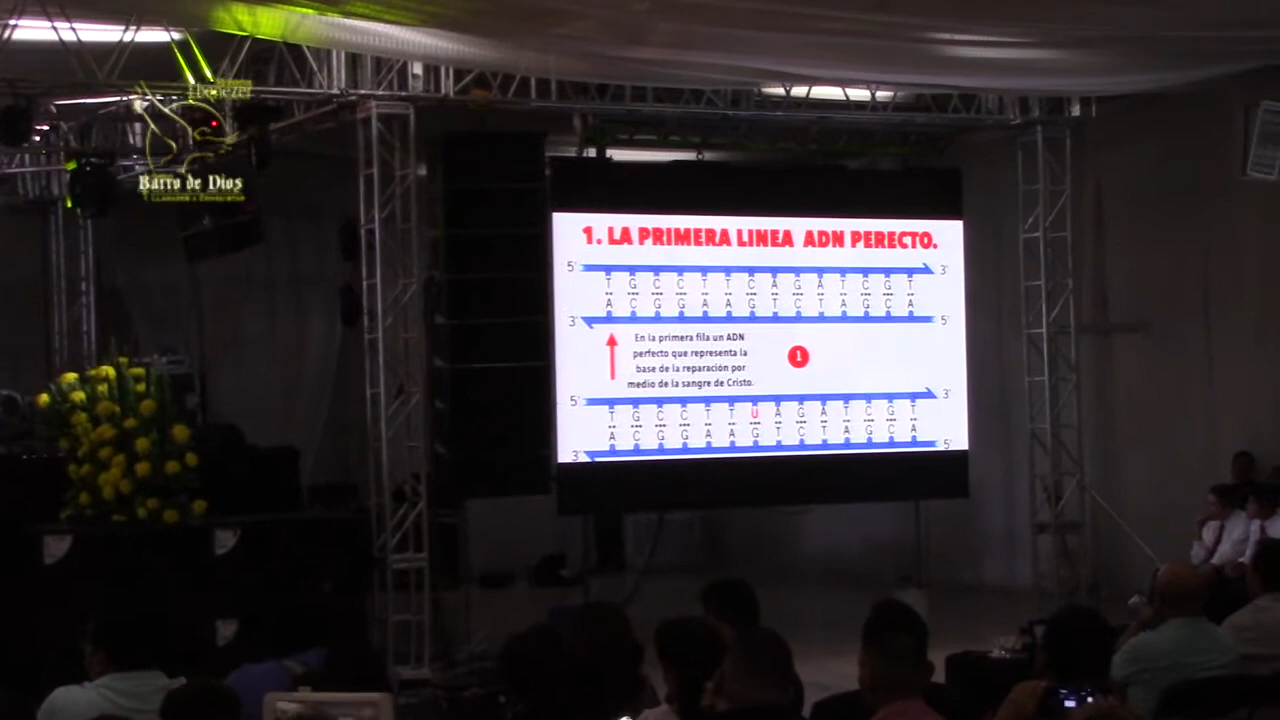 Ebenezer
Barro de Dios
Y LLAMADOS A CONQUISTAR
1. LA PRIMERA LINEA ADN PERECTO.
5' 3'
T G C C T T C A G A T C G T
A C G G A A G T C T A G C A
3' 5'
En la primera fila un ADN
perfecto que representa la
base de la reparación por
medio de la sangre de Cristo.
1
5' 3'
T G C C T T U A G A T C G T
A C G G A A G T C T A G C A
3' 5'